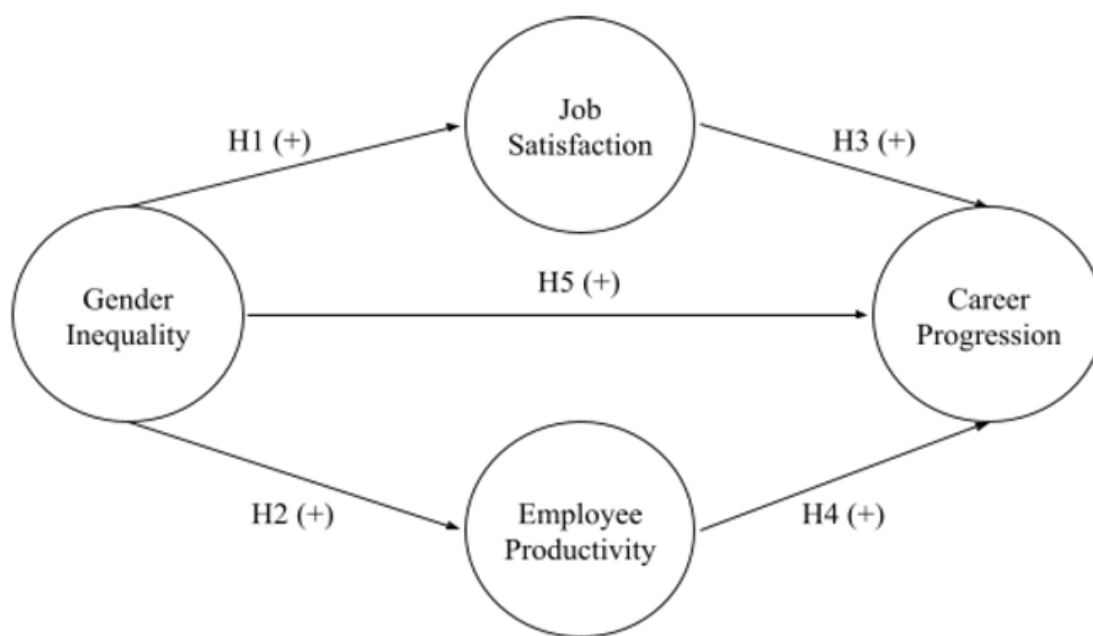 Job
Satisfaction
H1 (+)
H3 (+)
H5 (+)
Gender
Inequality
Career
Progression
H2 (+)
Employee
Productivity
H4 (+)